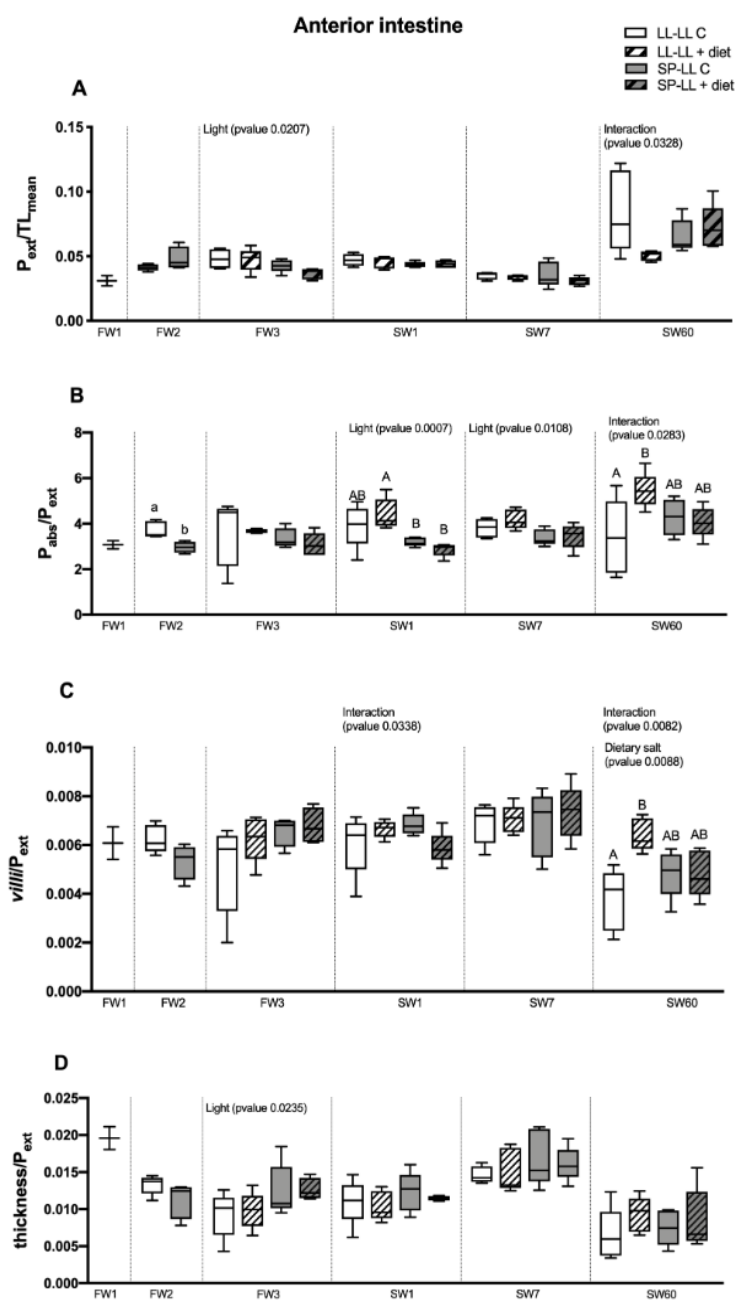 Anterior intestine
LL-LL C
LL-LL + diet
SP-LL C
SP-LL + diet
A
Light (pvalue 0.0207)
Interaction
(pvalue 0.0328)
P_ext/TL_mean
0.15
0.10
0.05
0.00
FW1 FW2 FW3 SW1 SW7 SW60
B
Light (pvalue 0.0007) Light (pvalue 0.0108)
Interaction
(pvalue 0.0283)
P_abs/P_ext
8
6
4
2
0
a
b
AB A B B
A B AB AB
FW1 FW2 FW3 SW1 SW7 SW60
C
Interaction
(pvalue 0.0338)
Interaction
(pvalue 0.0082)
Dietary salt
(pvalue 0.0088)
villi/P_ext
0.010
0.008
0.006
0.004
0.002
0.000
A B AB AB
FW1 FW2 FW3 SW1 SW7 SW60
D
Light (pvalue 0.0235)
thickness/P_ext
0.025
0.020
0.015
0.010
0.005
0.000
FW1 FW2 FW3 SW1 SW7 SW60